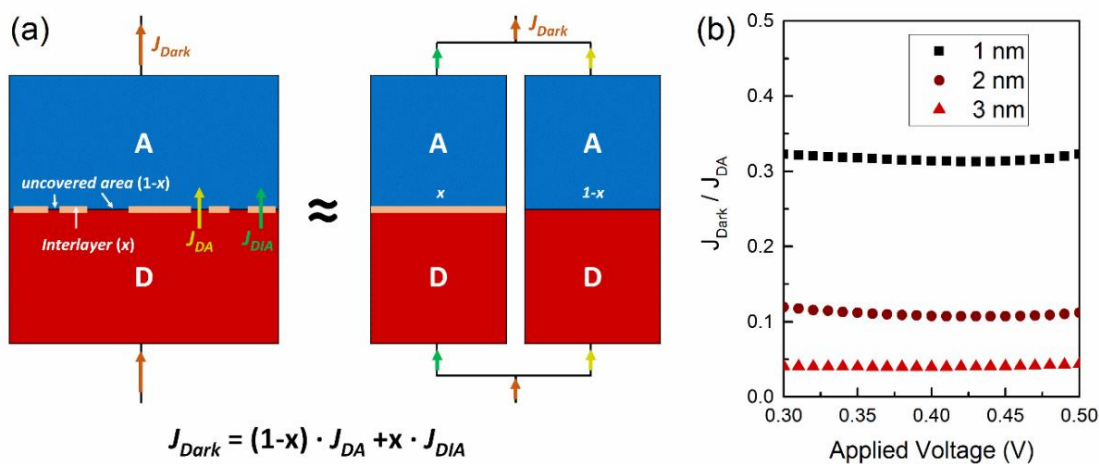 (a)
J_Dark
A
uncovered area (1-x)
Interlayer (x)
J_DA
J_DIA
D
≈
J_Dark
A
A
x
1-x
D
D
J_Dark = (1-x) · J_DA +x · J_DIA
(b)
1 nm
2 nm
3 nm
J_Dark / J_DA
0.5
0.4
0.3
0.2
0.1
0.0
0.30 0.35 0.40 0.45 0.50
Applied Voltage (V)